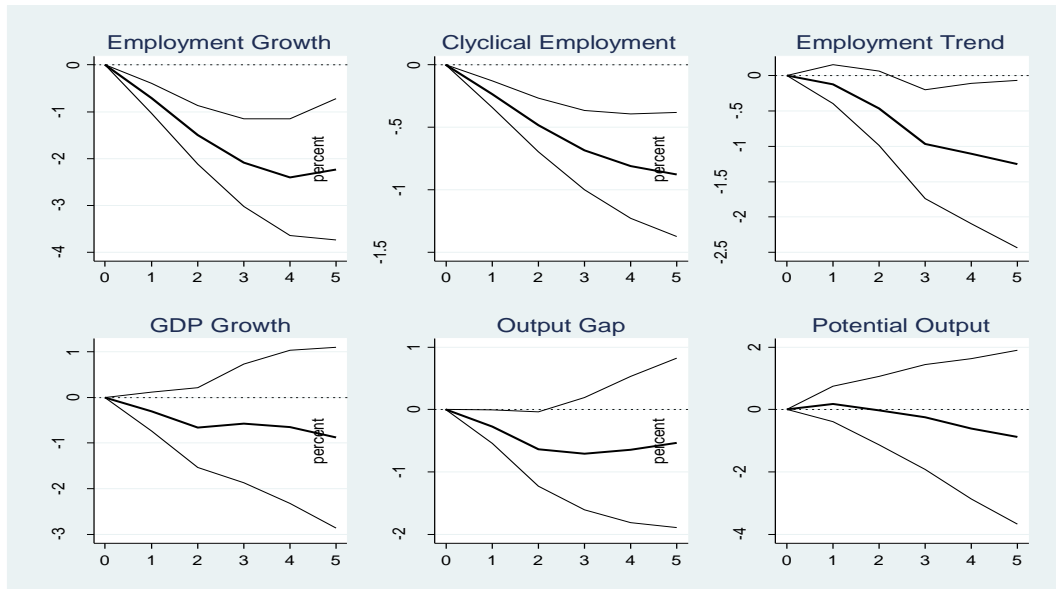 Employment Growth
0
-1
-2
-3
-4
0 1 2 3 4 5
Clyclical Employment
percent
0
-.5
-1
-1.5
0 1 2 3 4 5
Employment Trend
percent
0
-.5
-1
-1.5
-2
-2.5
0 1 2 3 4 5
GDP Growth
1
0
-1
-2
-3
0 1 2 3 4 5
Output Gap
percent
1
0
-1
-2
0 1 2 3 4 5
Potential Output
percent
2
0
-2
-4
0 1 2 3 4 5